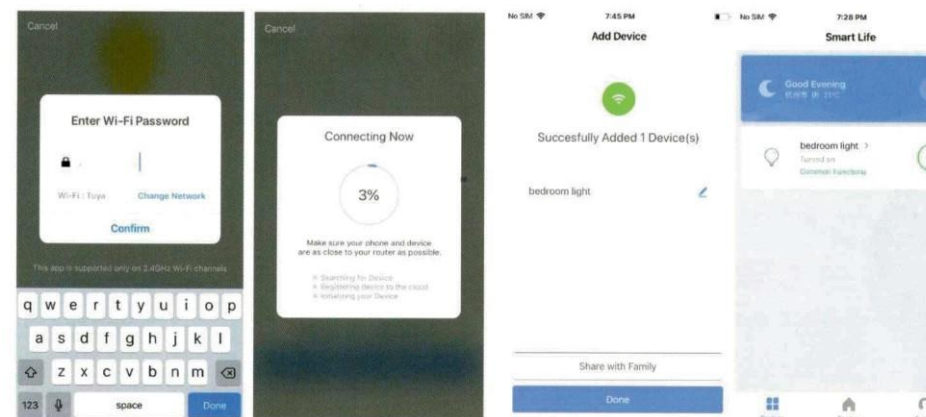 Cancel
Enter Wi-Fi Password
Wi-Fi : Tuya
Change Network
Confirm
This app is supported only on 2.4GHz Wi-Fi channels
q w e r t y u i o p
a s d f g h j k l
z x c v b n m
123
space
Done
Cancel
Connecting Now
3%
Make sure your phone and device
are as close to your router as possible.
Searching for Device
Registering device to the cloud
Initializing your Device
No SIM
7:45 PM
Add Device
Succesfully Added 1 Device(s)
bedroom light
Share with Family
Done
No SIM
7:28 PM
Smart Life
Good Evening
bedroom light >
Turned on
Common Functions